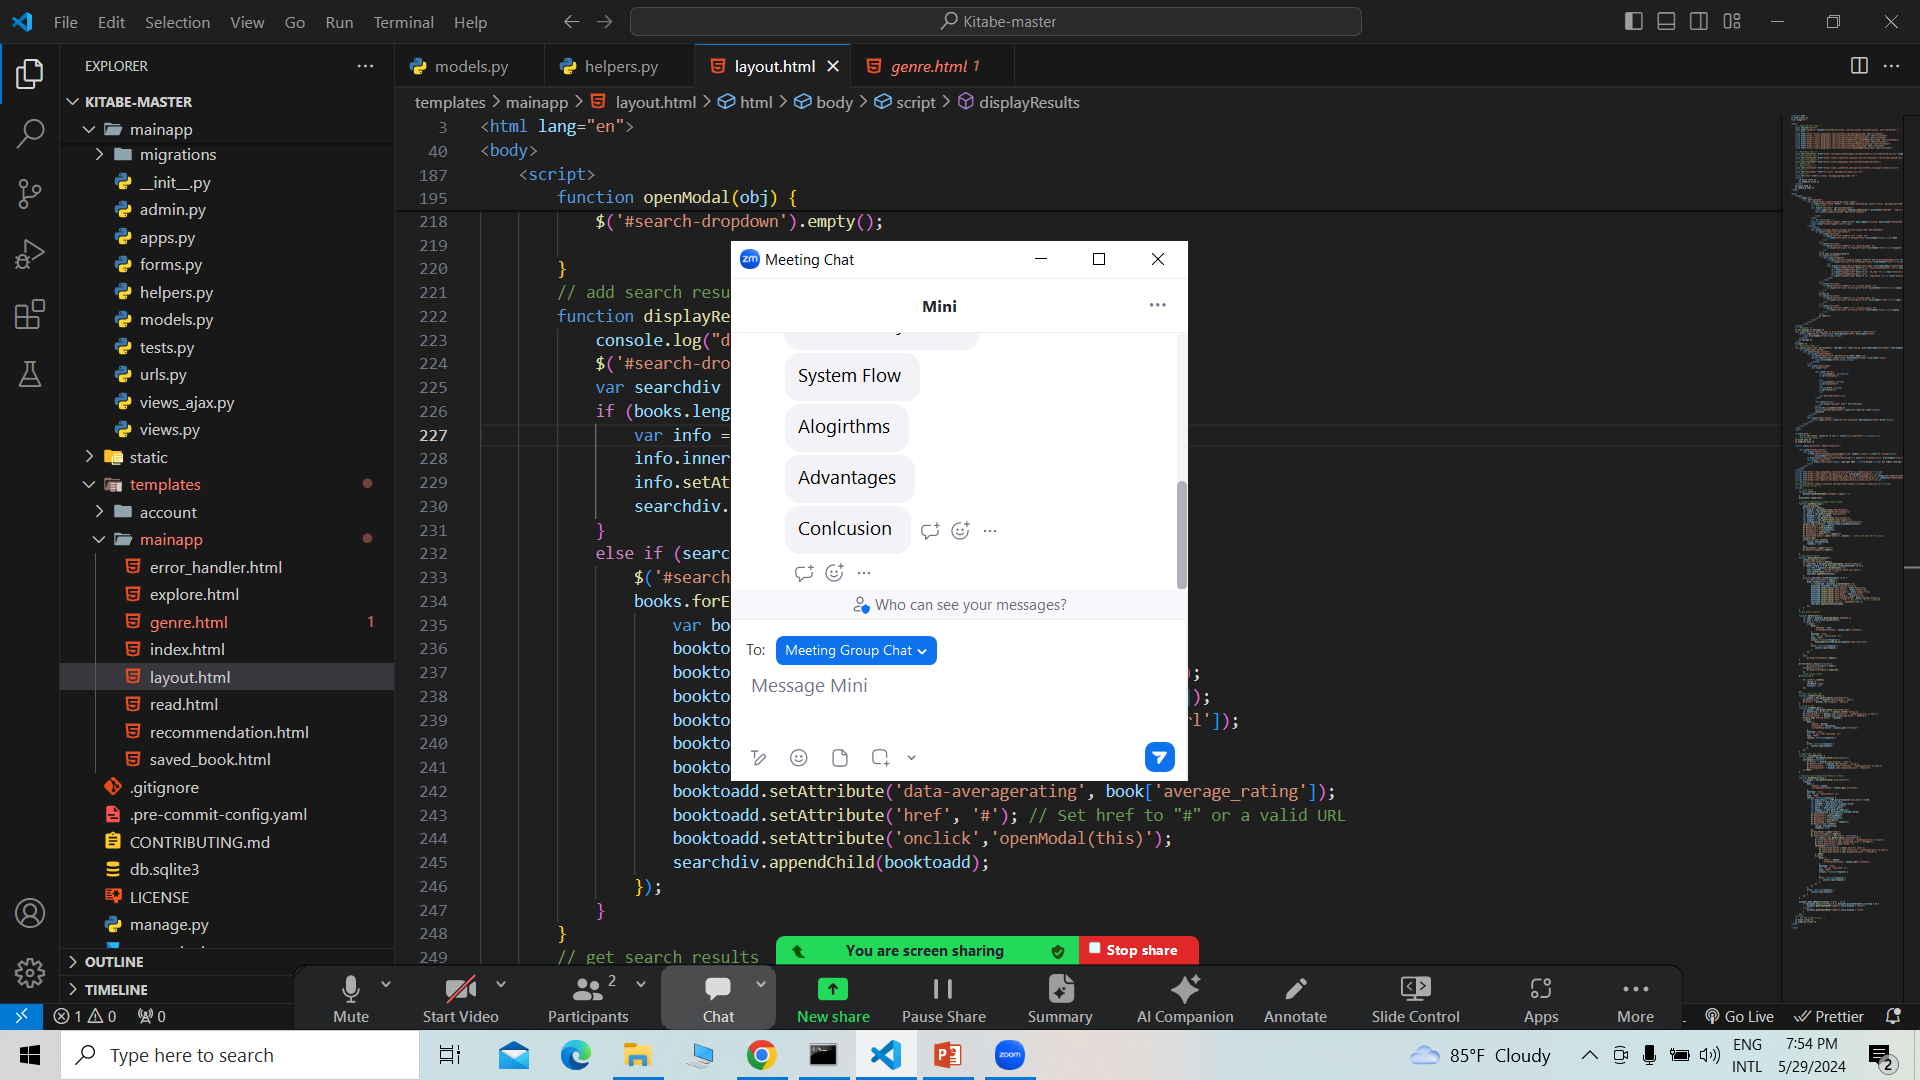 File Edit Selection View Go Run Terminal Help
Kitabe-master
EXPLORER
models.py
helpers.py
layout.html
genre.html 1
KITABE-MASTER
templates > mainapp > layout.html > html > body > script > displayResults
mainapp
migrations
__init__.py
admin.py
apps.py
forms.py
helpers.py
models.py
tests.py
urls.py
views_ajax.py
views.py
static
templates
account
mainapp
error_handler.html
explore.html
genre.html 1
index.html
layout.html
read.html
recommendation.html
saved_book.html
.gitignore
.pre-commit-config.yaml
CONTRIBUTING.md
db.sqlite3
LICENSE
manage.py
OUTLINE
TIMELINE
3 <html lang="en">
40 <body>
187 <script>
195 function openModal(obj) {
218 $('#search-dropdown').empty();
219
220 }
221 // add search resu
222 function displayRe
223 console.log("d
224 $('#search-dro
225 var searchdiv
226 if (books.leng
227 var info =
228 info.inner
229 info.setAt
230 searchdiv.
231 }
232 else if (searc
233 $('#search
234 books.forE
235 var bo
236 bookto
237 bookto );
238 bookto ]);
239 bookto rl']);
240 bookto
241 bookto
242 booktoadd.setAttribute('data-averagerating', book['average_rating']);
243 booktoadd.setAttribute('href', '#'); // Set href to "#" or a valid URL
244 booktoadd.setAttribute('onclick','openModal(this)');
245 searchdiv.appendChild(booktoadd);
246 });
247 }
248 }
249 // get search results
zm Meeting Chat
Mini
System Flow
Alogirthms
Advantages
Conlcusion
Who can see your messages?
To: Meeting Group Chat
Message Mini
You are screen sharing
Stop share
Mute
Start Video
Participants 2
Chat
New share
Pause Share
Summary
AI Companion
Annotate
Slide Control
Apps
More
1 0 0
Go Live
Prettier
Type here to search
zoom
85°F Cloudy
ENG
INTL
7:54 PM
5/29/2024
2